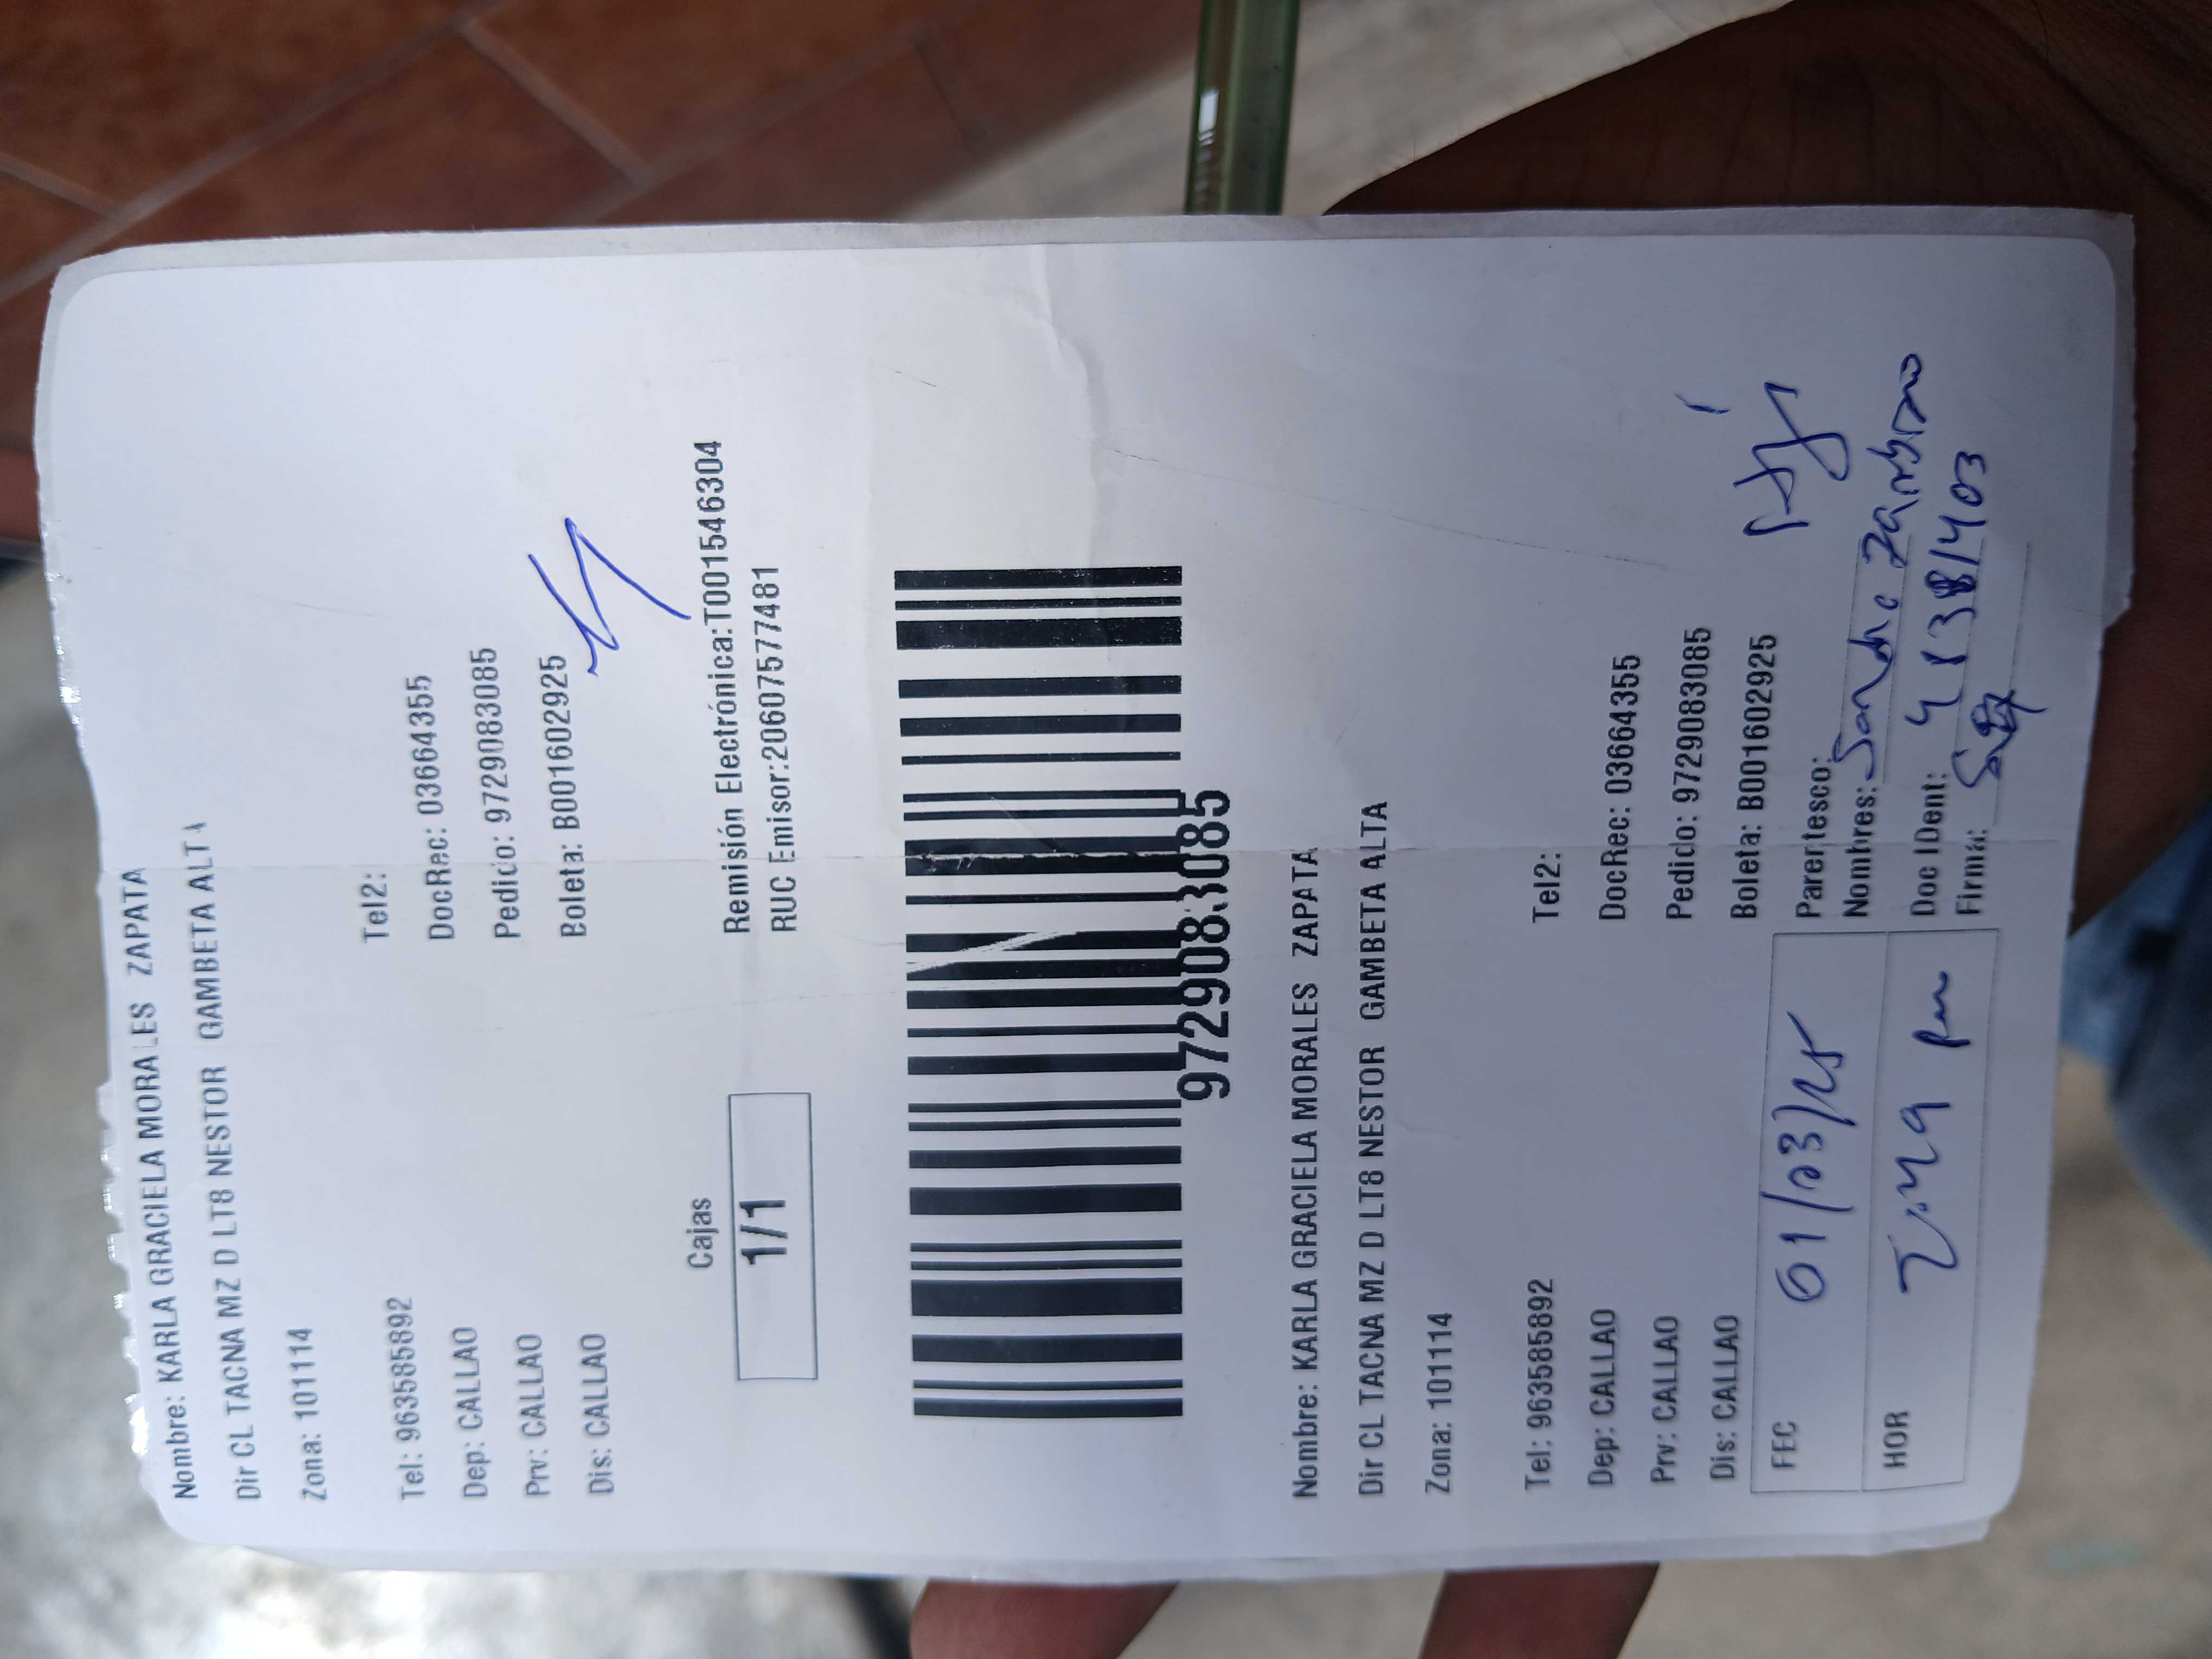 Nombre: KARLA GRACIELA MORALES ZAPATA
Dir CL TACNA MZ D LT8 NESTOR GAMBETA ALTA
Zona: 101114
Tel: 963585892 Tel2:
Dep: CALLAO DocRec: 03664355
Prv: CALLAO Pedido: 9729083085
Dis: CALLAO Boleta: B001602925
Cajas
1/1
Remisión Electrónica:T001546304
RUC Emisor:20607577481
9729083085
Nombre: KARLA GRACIELA MORALES ZAPATA
Dir CL TACNA MZ D LT8 NESTOR GAMBETA ALTA
Zona: 101114
Tel: 963585892 Tel2:
Dep: CALLAO DocRec: 03664355
Prv: CALLAO Pedido: 9729083085
Dis: CALLAO Boleta: B001602925
FEC 01/03/25
HOR pm
Parentesco:
Nombres: Zambrano
Doc IDent:
Firma: